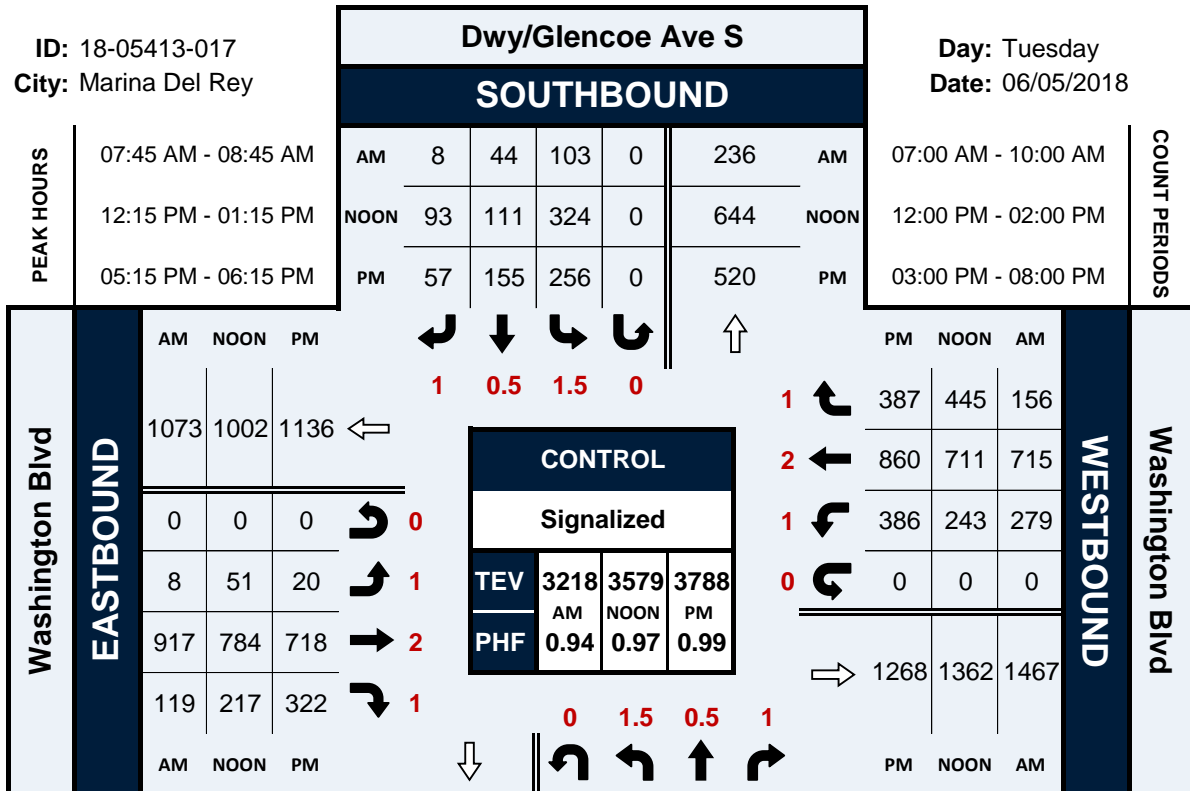 Dwy/Glencoe Ave S
ID: 18-05413-017
City: Marina Del Rey
Day: Tuesday
Date: 06/05/2018
SOUTHBOUND
PEAK HOURS
07:45 AM - 08:45 AM
12:15 PM - 01:15 PM
05:15 PM - 06:15 PM
AM 8 44 103 0 236 AM
NOON 93 111 324 0 644 NOON
PM 57 155 256 0 520 PM
07:00 AM - 10:00 AM
12:00 PM - 02:00 PM
03:00 PM - 08:00 PM
COUNT PERIODS
1 0.5 1.5 0
Washington Blvd
EASTBOUND
AM NOON PM
1073 1002 1136
0 0 0 0
8 51 20 1
917 784 718 2
119 217 322 1
AM NOON PM
CONTROL
Signalized
TEV 3218 3579 3788
AM NOON PM
PHF 0.94 0.97 0.99
PM NOON AM
1 387 445 156
2 860 711 715
1 386 243 279
0 0 0 0
1268 1362 1467
PM NOON AM
WESTBOUND
Washington Blvd
0 1.5 0.5 1